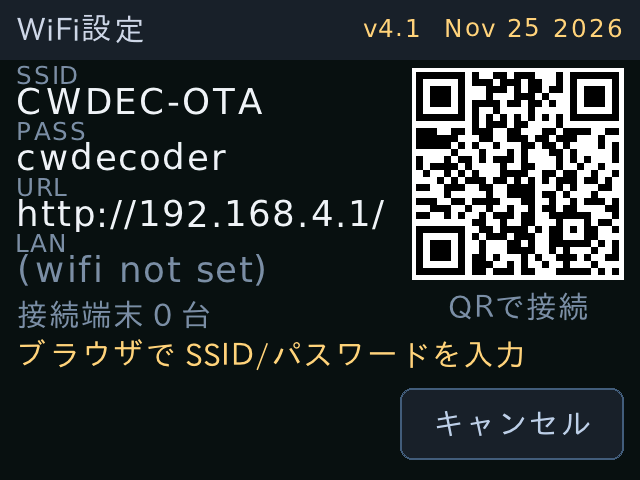 WiFi設定
v4.1 Nov 25 2026
SSID
CWDEC-OTA
PASS
cwdecoder
URL
http://192.168.4.1/
LAN
(wifi not set)
接続端末 0 台
QRで接続
ブラウザで SSID/パスワードを入力
キャンセル